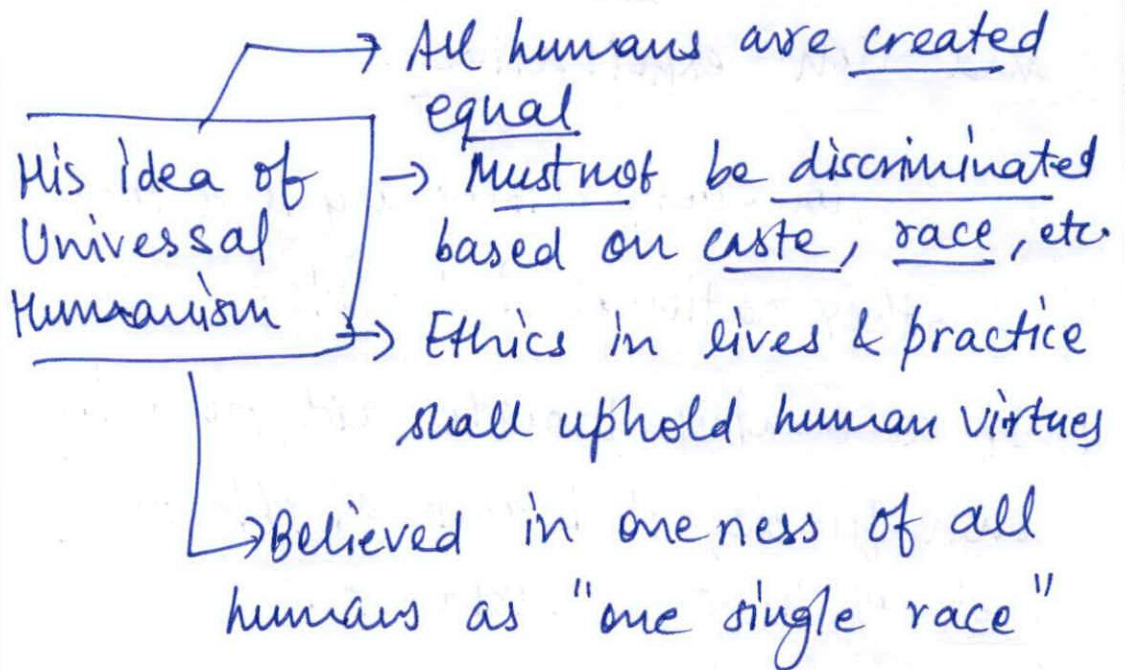 → All humans are created
equal
His idea of
Universsal
Humanism
→ Must not be discriminated
based on caste, race, etc.
→ Ethics in lives & practice
shall uphold human virtues
→ Believed in oneness of all
humans as "one single race"